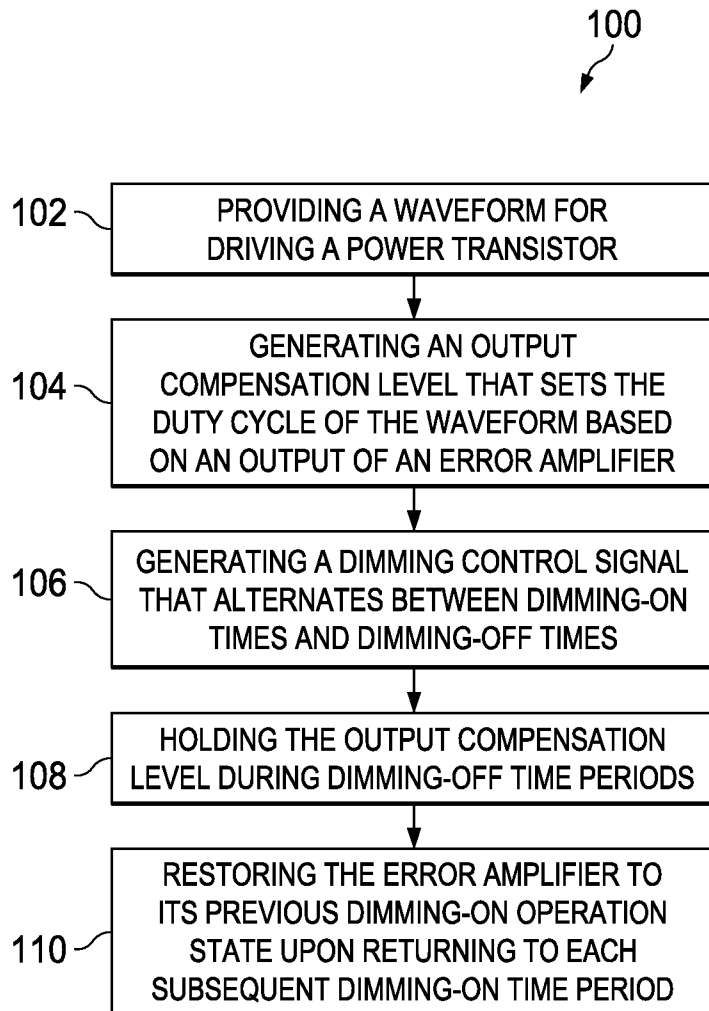 100
102
PROVIDING A WAVEFORM FOR
DRIVING A POWER TRANSISTOR
104
GENERATING AN OUTPUT
COMPENSATION LEVEL THAT SETS THE
DUTY CYCLE OF THE WAVEFORM BASED
ON AN OUTPUT OF AN ERROR AMPLIFIER
106
GENERATING A DIMMING CONTROL SIGNAL
THAT ALTERNATES BETWEEN DIMMING-ON
TIMES AND DIMMING-OFF TIMES
108
HOLDING THE OUTPUT COMPENSATION
LEVEL DURING DIMMING-OFF TIME PERIODS
110
RESTORING THE ERROR AMPLIFIER TO
ITS PREVIOUS DIMMING-ON OPERATION
STATE UPON RETURNING TO EACH
SUBSEQUENT DIMMING-ON TIME PERIOD